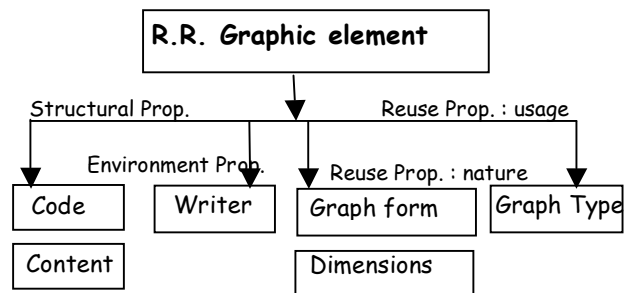 R.R. Graphic element
Structural Prop.
Reuse Prop. : usage
Environment Prop.
Reuse Prop. : nature
Code
Writer
Graph form
Graph Type
Content
Dimensions